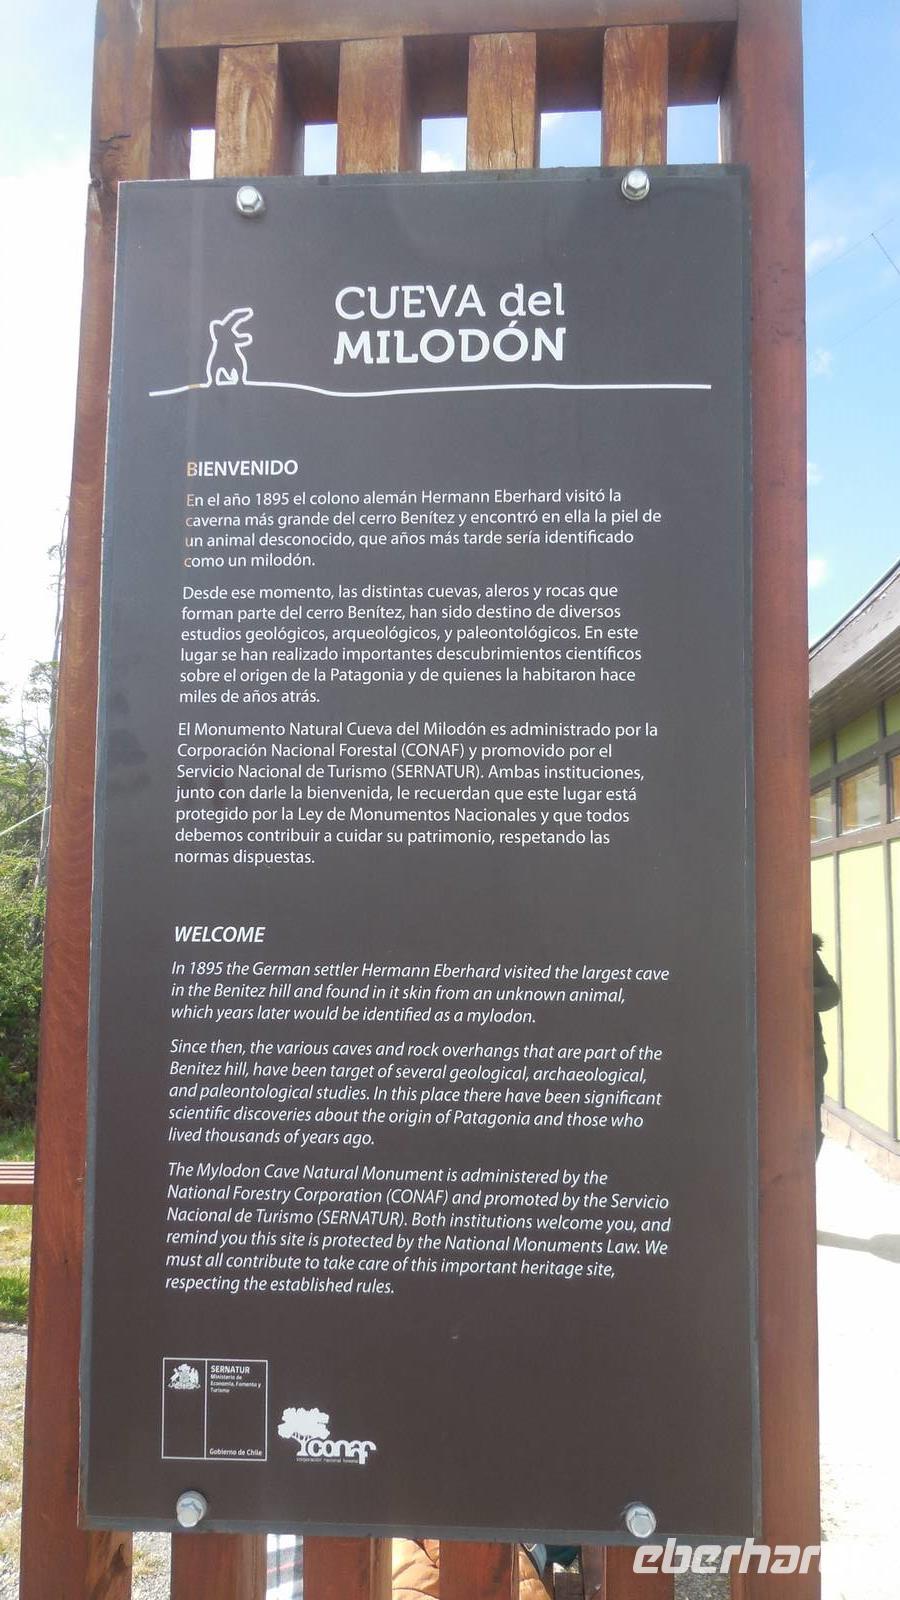 CUEVA del
MILODÓN
BIENVENIDO
En el año 1895 el colono alemán Hermann Eberhard visitó la
caverna más grande del cerro Benítez y encontró en ella la piel de
un animal desconocido, que años más tarde sería identificado
como un milodón.
Desde ese momento, las distintas cuevas, aleros y rocas que
forman parte del cerro Benítez, han sido destino de diversos
estudios geológicos, arqueológicos, y paleontológicos. En este
lugar se han realizado importantes descubrimientos científicos
sobre el origen de la Patagonia y de quienes la habitaron hace
miles de años atrás.
El Monumento Natural Cueva del Milodón es administrado por la
Corporación Nacional Forestal (CONAF) y promovido por el
Servicio Nacional de Turismo (SERNATUR). Ambas instituciones,
junto con darle la bienvenida, le recuerdan que este lugar está
protegido por la Ley de Monumentos Nacionales y que todos
debemos contribuir a cuidar su patrimonio, respetando las
normas dispuestas.
WELCOME
In 1895 the German settler Hermann Eberhard visited the largest cave
in the Benitez hill and found in it skin from an unknown animal,
which years later would be identified as a mylodon.
Since then, the various caves and rock overhangs that are part of the
Benitez hill, have been target of several geological, archaeological,
and paleontological studies. In this place there have been significant
scientific discoveries about the origin of Patagonia and those who
lived thousands of years ago.
The Mylodon Cave Natural Monument is administered by the
National Forestry Corporation (CONAF) and promoted by the Servicio
Nacional de Turismo (SERNATUR). Both institutions welcome you, and
remind you this site is protected by the National Monuments Law. We
must all contribute to take care of this important heritage site,
respecting the established rules.
SERNATUR
Ministerio de
Economía, Fomento y
Turismo
Gobierno de Chile
conaf
corporación nacional forestal
eberhar